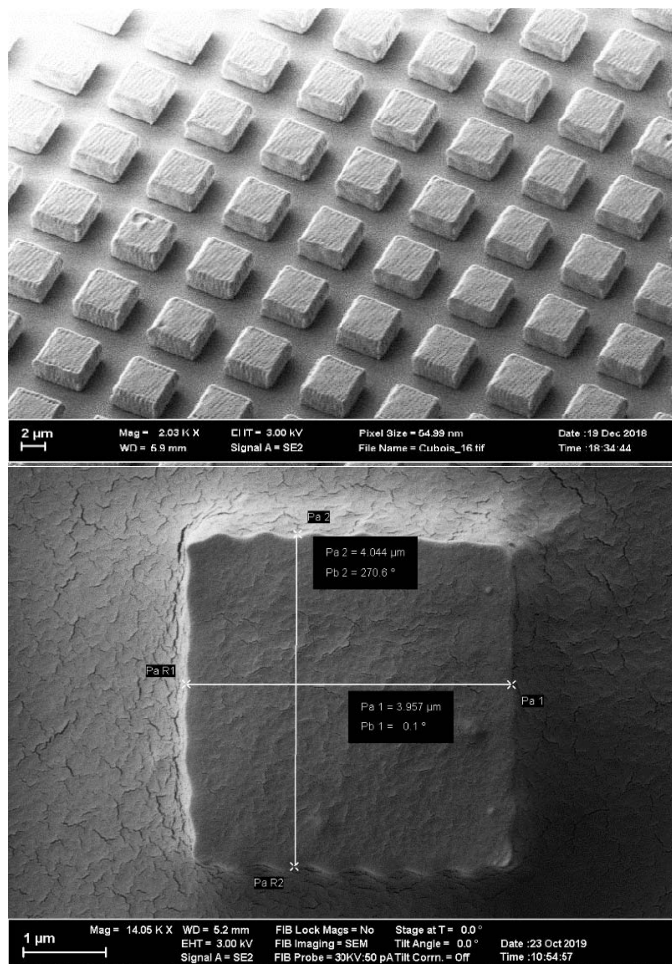 2 µm
Mag = 2.03 K X
WD = 5.9 mm
EHT = 3.00 kV
Signal A = SE2
Pixel Size = 54.99 nm
File Name = Cubois_16.tif
Date :19 Dec 2018
Time :18:34:44
Pa 2
Pa 2 = 4.044 µm
Pb 2 = 270.6 °
Pa R1
Pa 1 = 3.957 µm
Pb 1 = 0.1 °
Pa 1
Pa R2
1 µm
Mag = 14.05 K X
WD = 5.2 mm
EHT = 3.00 kV
Signal A = SE2
FIB Lock Mags = No
FIB Imaging = SEM
FIB Probe = 30KV:50 pA
Stage at T = 0.0 °
Tilt Angle = 0.0 °
Tilt Corrn. = Off
Date :23 Oct 2019
Time :10:54:57